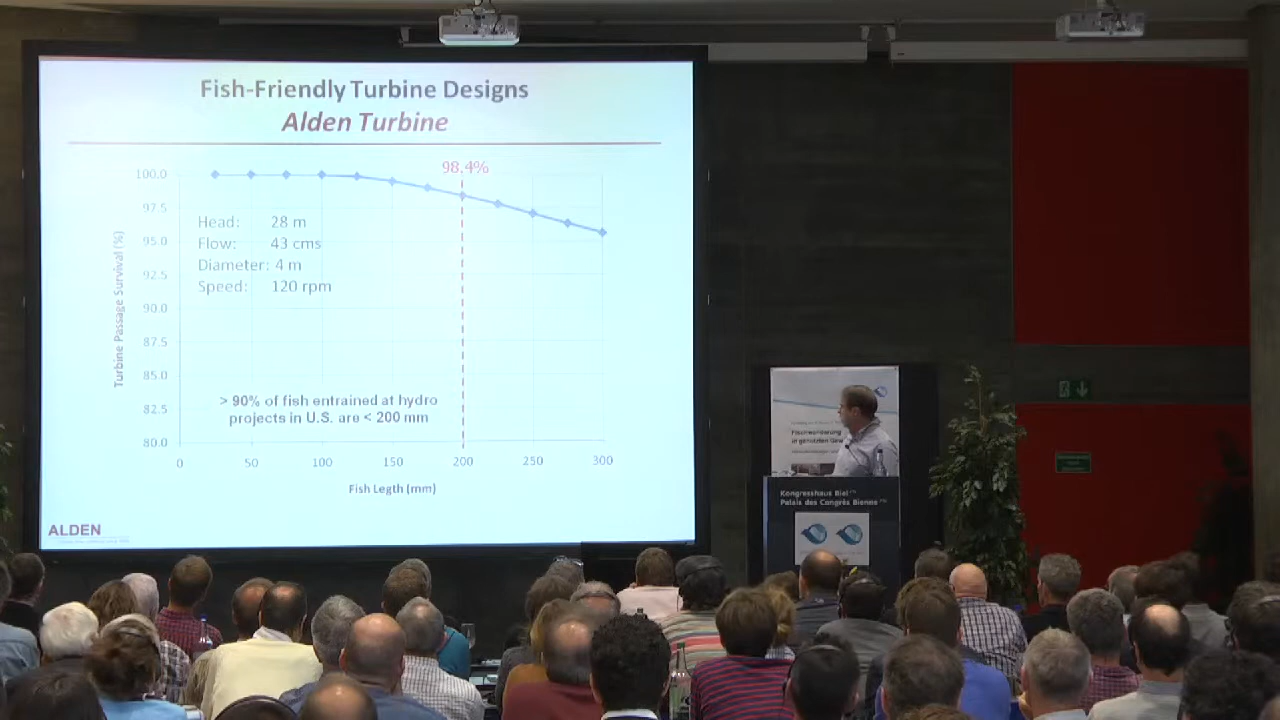 Fish-Friendly Turbine Designs
Alden Turbine
98.4%
100.0
97.5
95.0
92.5
90.0
87.5
85.0
82.5
80.0
Turbine Passage Survival (%)
Head: 28 m
Flow: 43 cms
Diameter: 4 m
Speed: 120 rpm
> 90% of fish entrained at hydro
projects in U.S. are < 200 mm
0 50 100 150 200 250 300
Fish Legth (mm)
ALDEN
Fischwanderung
in genutzten
Kongresshaus Biel
Palais des Congrès Bienne